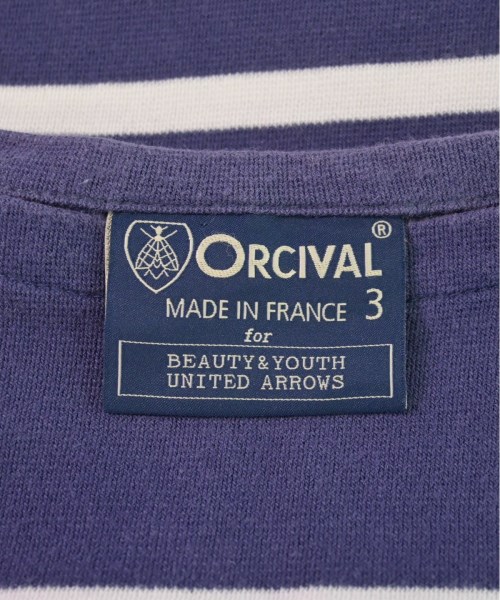 ORCIVAL®
MADE IN FRANCE 3
for
BEAUTY&YOUTH
UNITED ARROWS